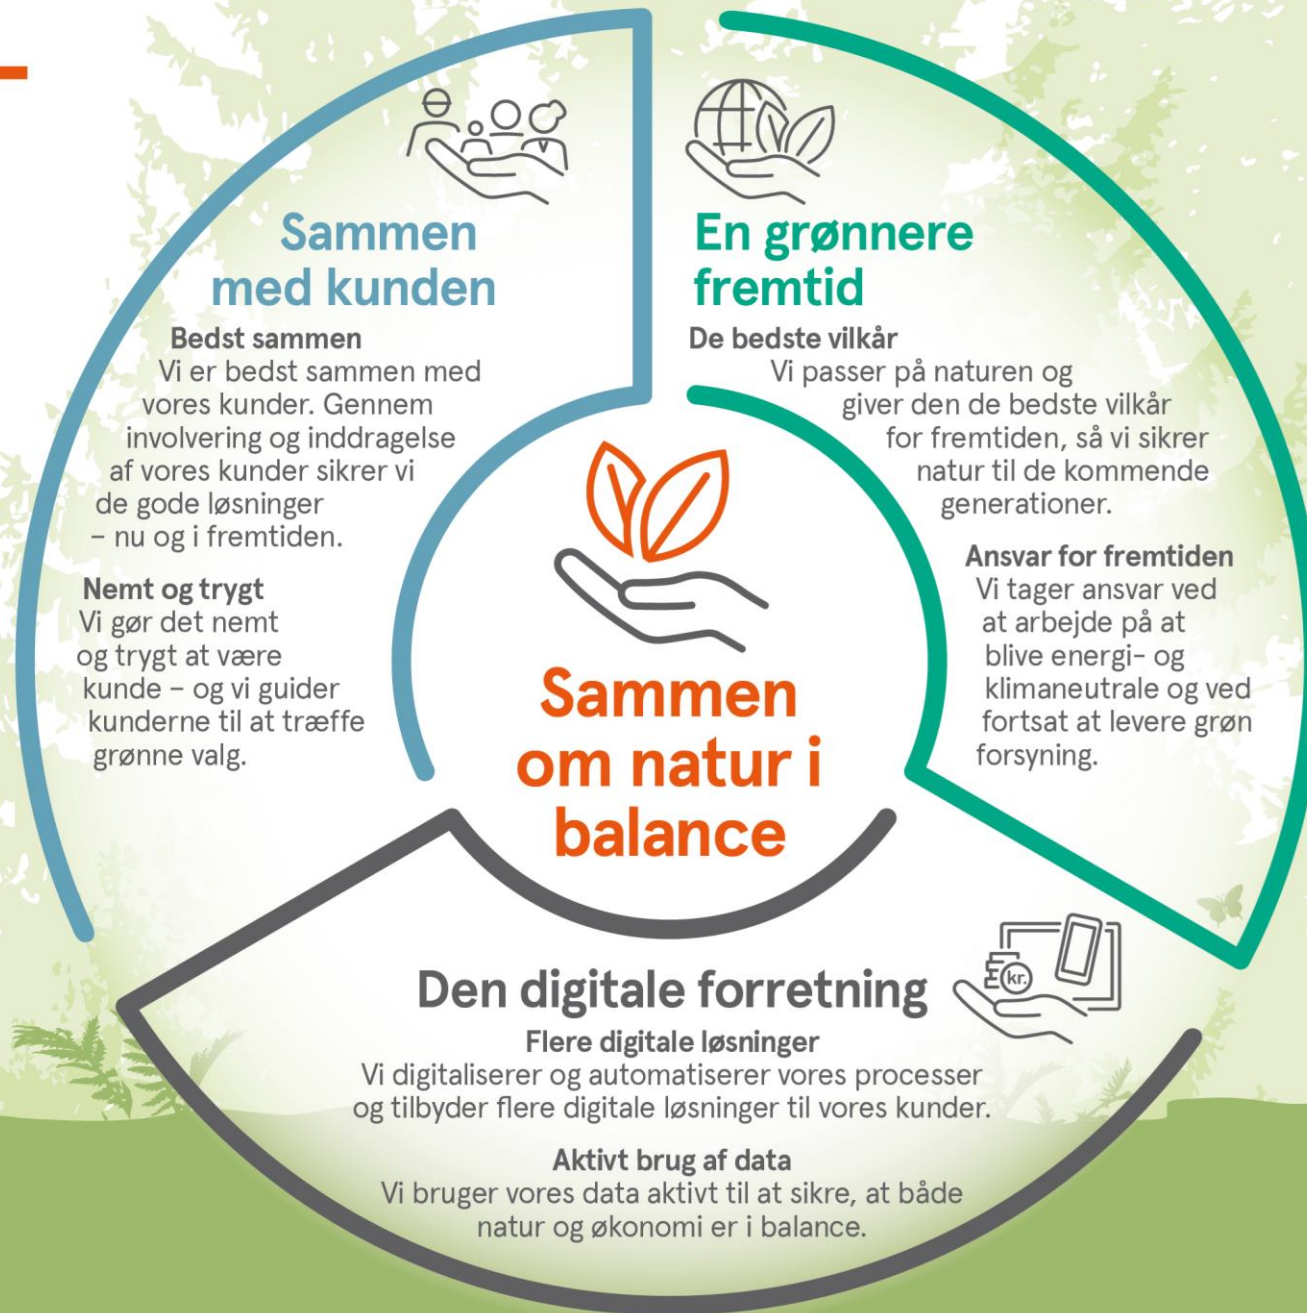 Sammen
med kunden
Bedst sammen
Vi er bedst sammen med
vores kunder. Gennem
involvering og inddragelse
af vores kunder sikrer vi
de gode løsninger
– nu og i fremtiden.
Nemt og trygt
Vi gør det nemt
og trygt at være
kunde – og vi guider
kunderne til at træffe
grønne valg.
En grønnere
fremtid
De bedste vilkår
Vi passer på naturen og
giver den de bedste vilkår
for fremtiden, så vi sikrer
natur til de kommende
generationer.
Ansvar for fremtiden
Vi tager ansvar ved
at arbejde på at
blive energi- og
klimaneutrale og ved
fortsat at levere grøn
forsyning.
Sammen
om natur i
balance
kr.
Den digitale forretning
Flere digitale løsninger
Vi digitaliserer og automatiserer vores processer
og tilbyder flere digitale løsninger til vores kunder.
Aktivt brug af data
Vi bruger vores data aktivt til at sikre, at både
natur og økonomi er i balance.